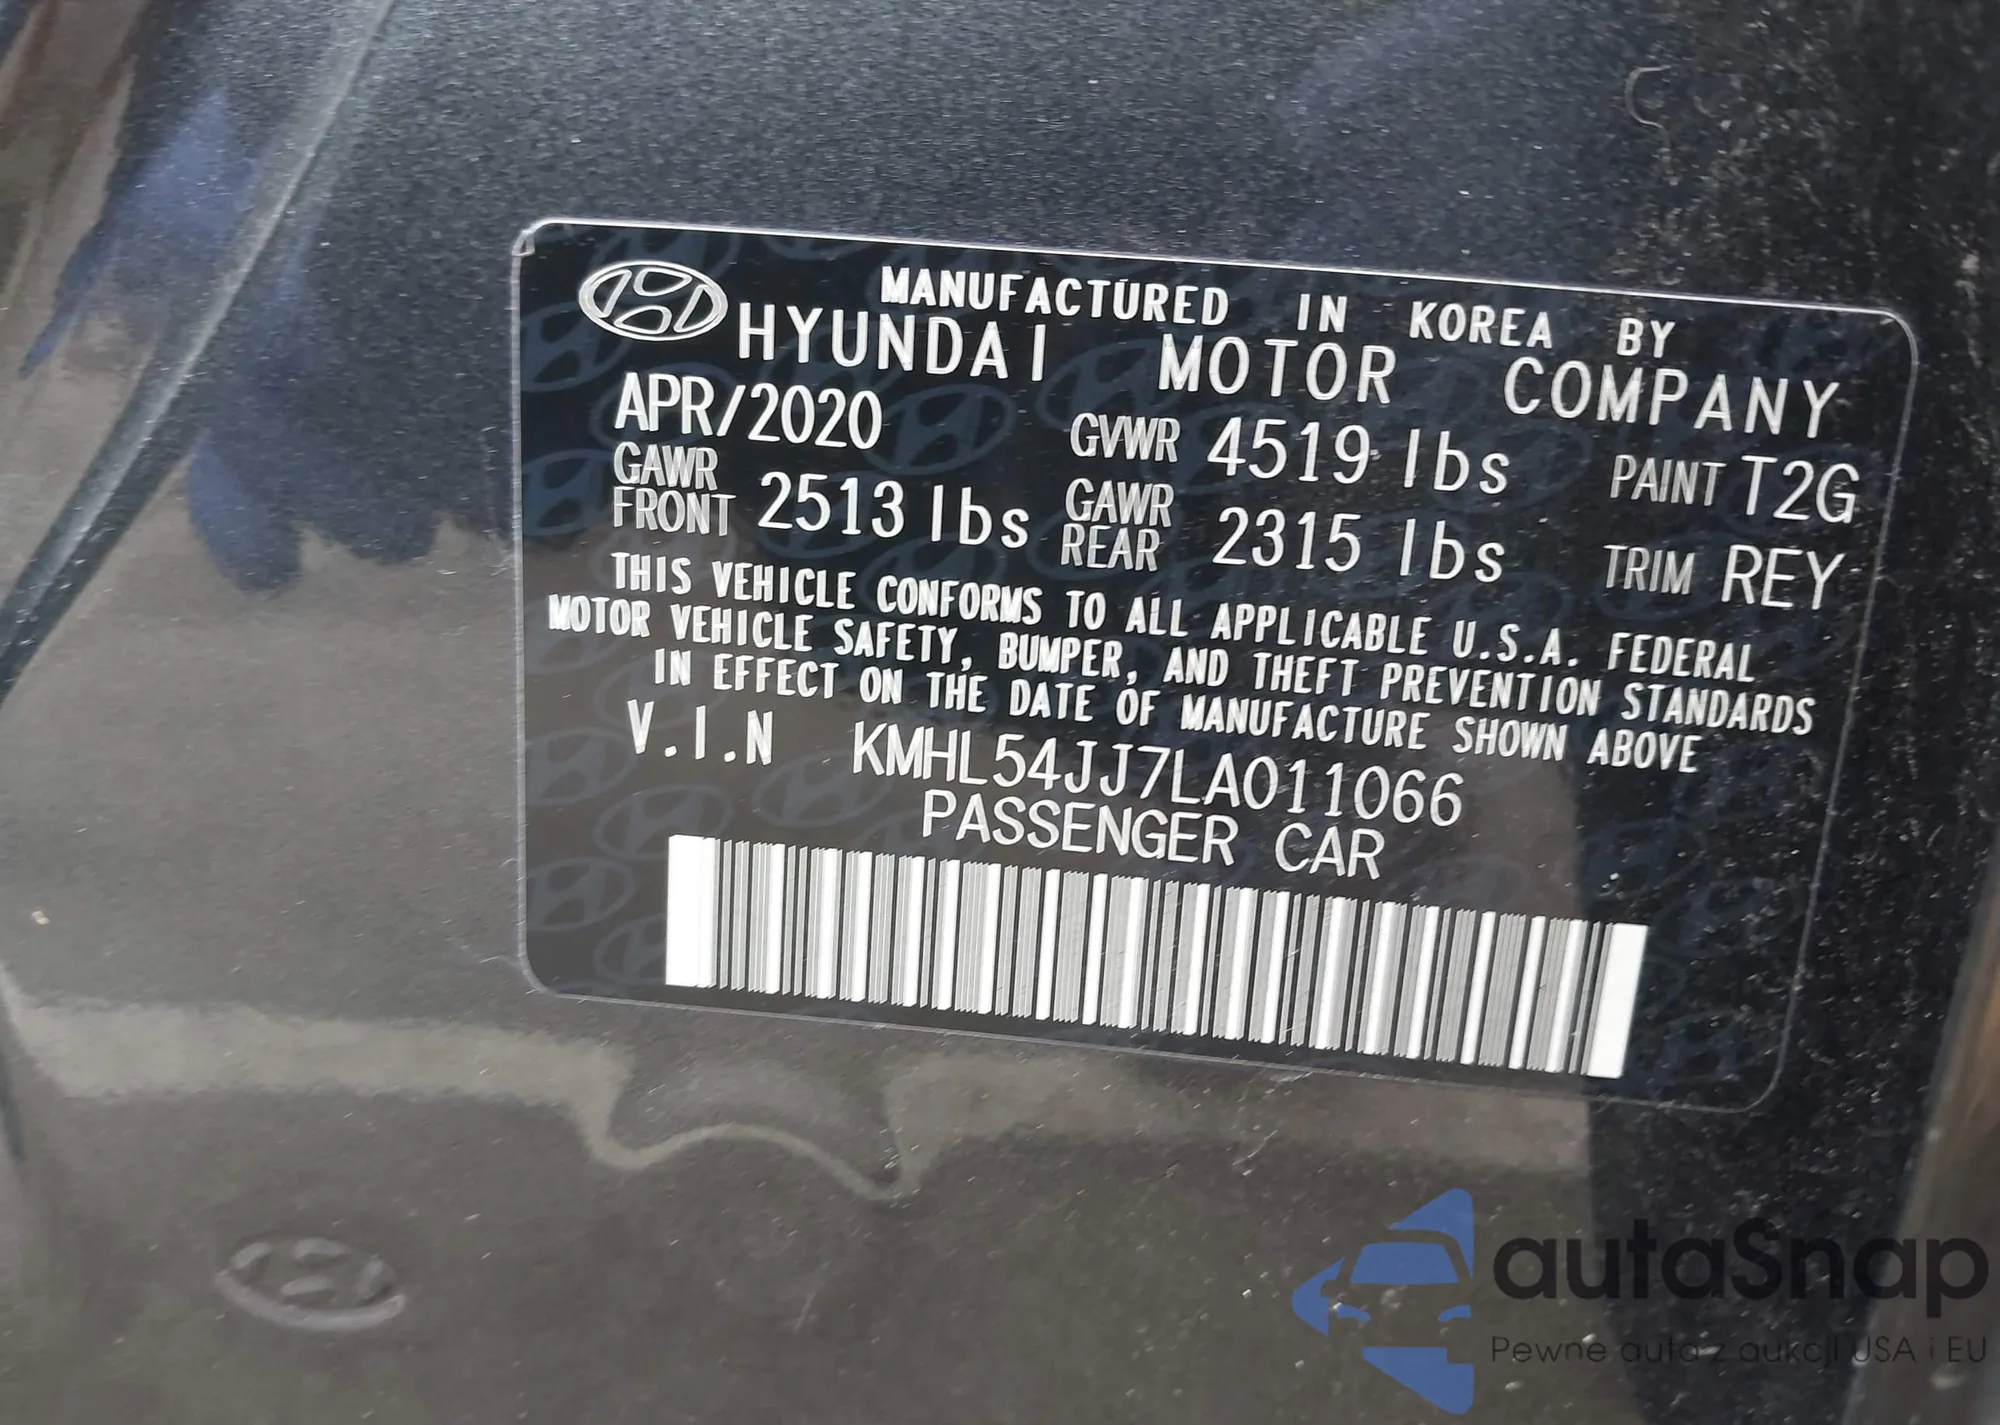 MANUFACTURED IN KOREA BY
HYUNDAI MOTOR COMPANY
APR/2020 GVWR 4519 lbs PAINT T2G
GAWR FRONT 2513 lbs GAWR REAR 2315 lbs TRIM REY
THIS VEHICLE CONFORMS TO ALL APPLICABLE U.S.A. FEDERAL
MOTOR VEHICLE SAFETY, BUMPER, AND THEFT PREVENTION STANDARDS
IN EFFECT ON THE DATE OF MANUFACTURE SHOWN ABOVE
V.I.N KMHL54JJ7LA011066
PASSENGER CAR
autaSnap
Pewne auta z aukcji USA i EU